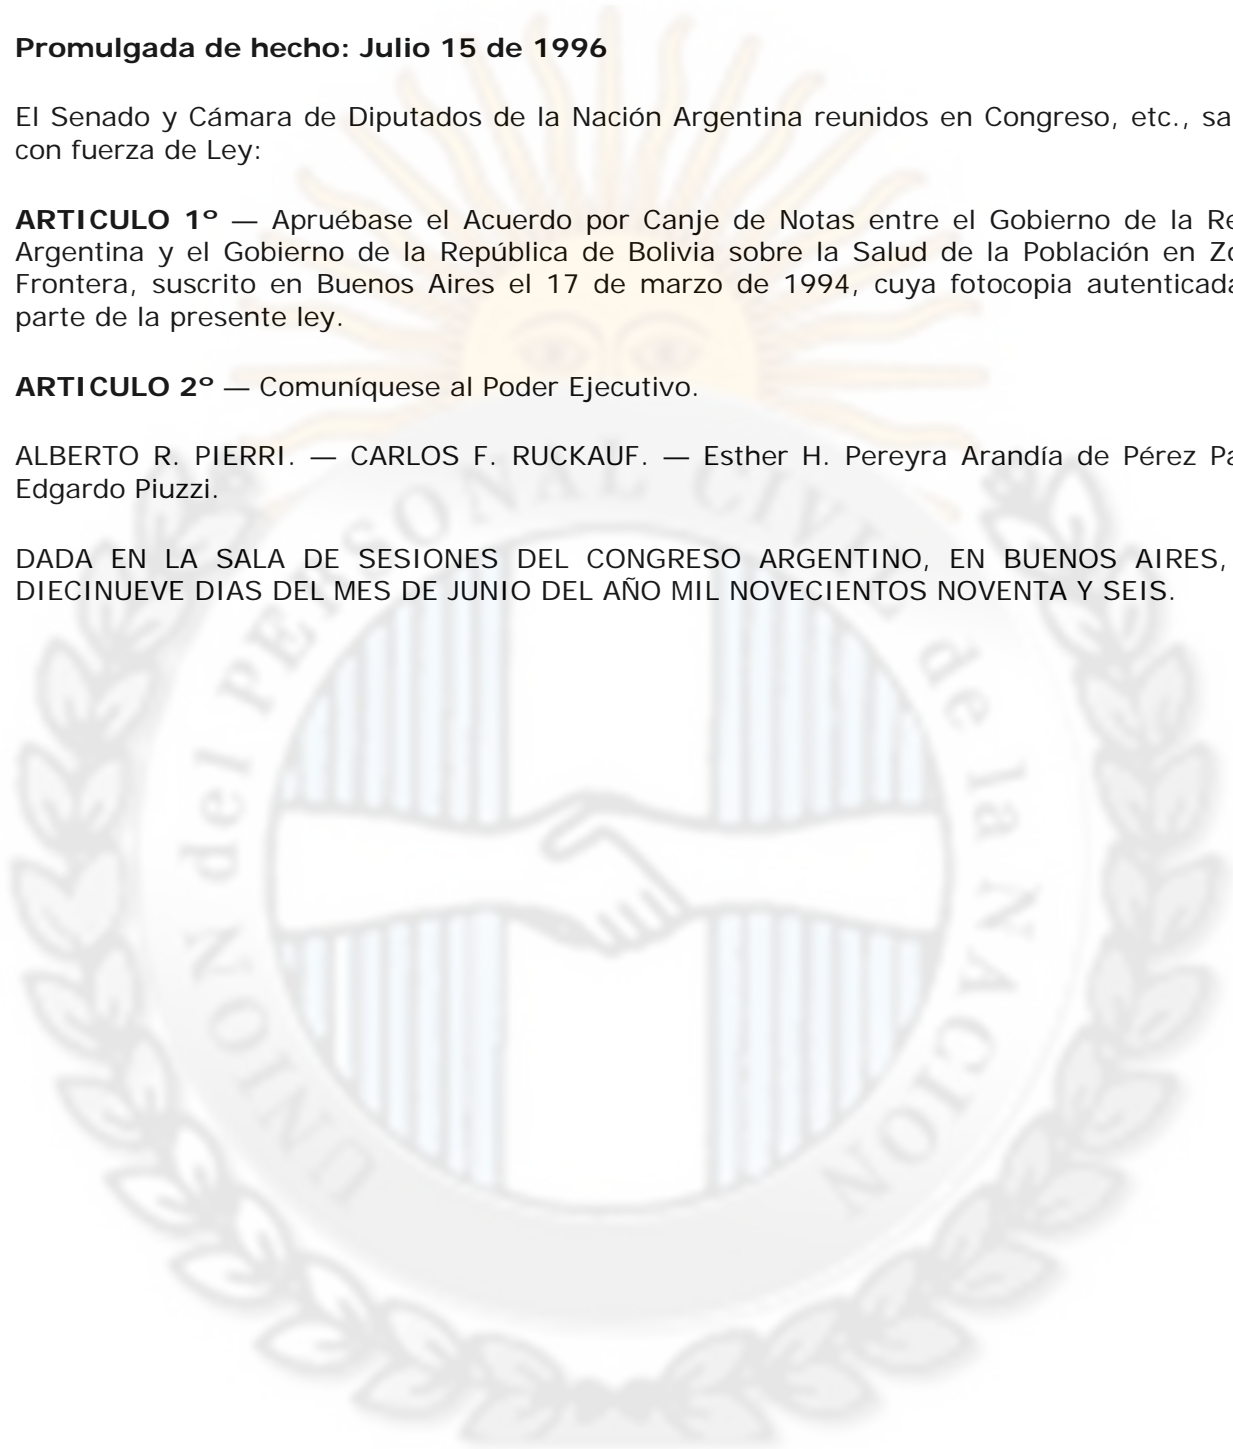 Promulgada de hecho: Julio 15 de 1996
El Senado y Cámara de Diputados de la Nación Argentina reunidos en Congreso, etc., sa
con fuerza de Ley:
ARTICULO 1º — Apruébase el Acuerdo por Canje de Notas entre el Gobierno de la Re
Argentina y el Gobierno de la República de Bolivia sobre la Salud de la Población en Zo
Frontera, suscrito en Buenos Aires el 17 de marzo de 1994, cuya fotocopia autenticada
parte de la presente ley.
ARTICULO 2º — Comuníquese al Poder Ejecutivo.
ALBERTO R. PIERRI. — CARLOS F. RUCKAUF. — Esther H. Pereyra Arandía de Pérez Pa
Edgardo Piuzzi.
DADA EN LA SALA DE SESIONES DEL CONGRESO ARGENTINO, EN BUENOS AIRES,
DIECINUEVE DIAS DEL MES DE JUNIO DEL AÑO MIL NOVECIENTOS NOVENTA Y SEIS.
UNION del PERSONAL CIVIL de la NACION